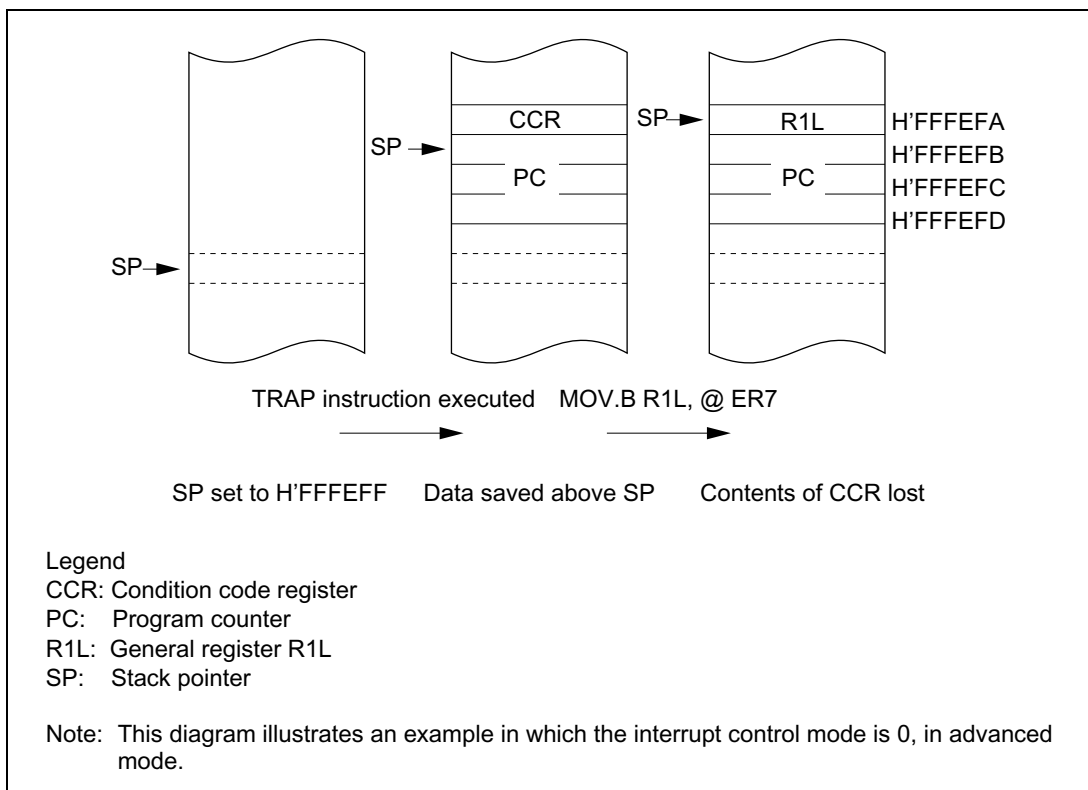 CCR
SP
R1L
H'FFFEFA
SP
H'FFFEFB
PC
PC
H'FFFEFC
H'FFFEFD
SP
TRAP instruction executed
MOV.B R1L, @ ER7
SP set to H'FFFEFF
Data saved above SP
Contents of CCR lost
Legend
CCR: Condition code register
PC: Program counter
R1L: General register R1L
SP: Stack pointer
Note: This diagram illustrates an example in which the interrupt control mode is 0, in advanced
mode.